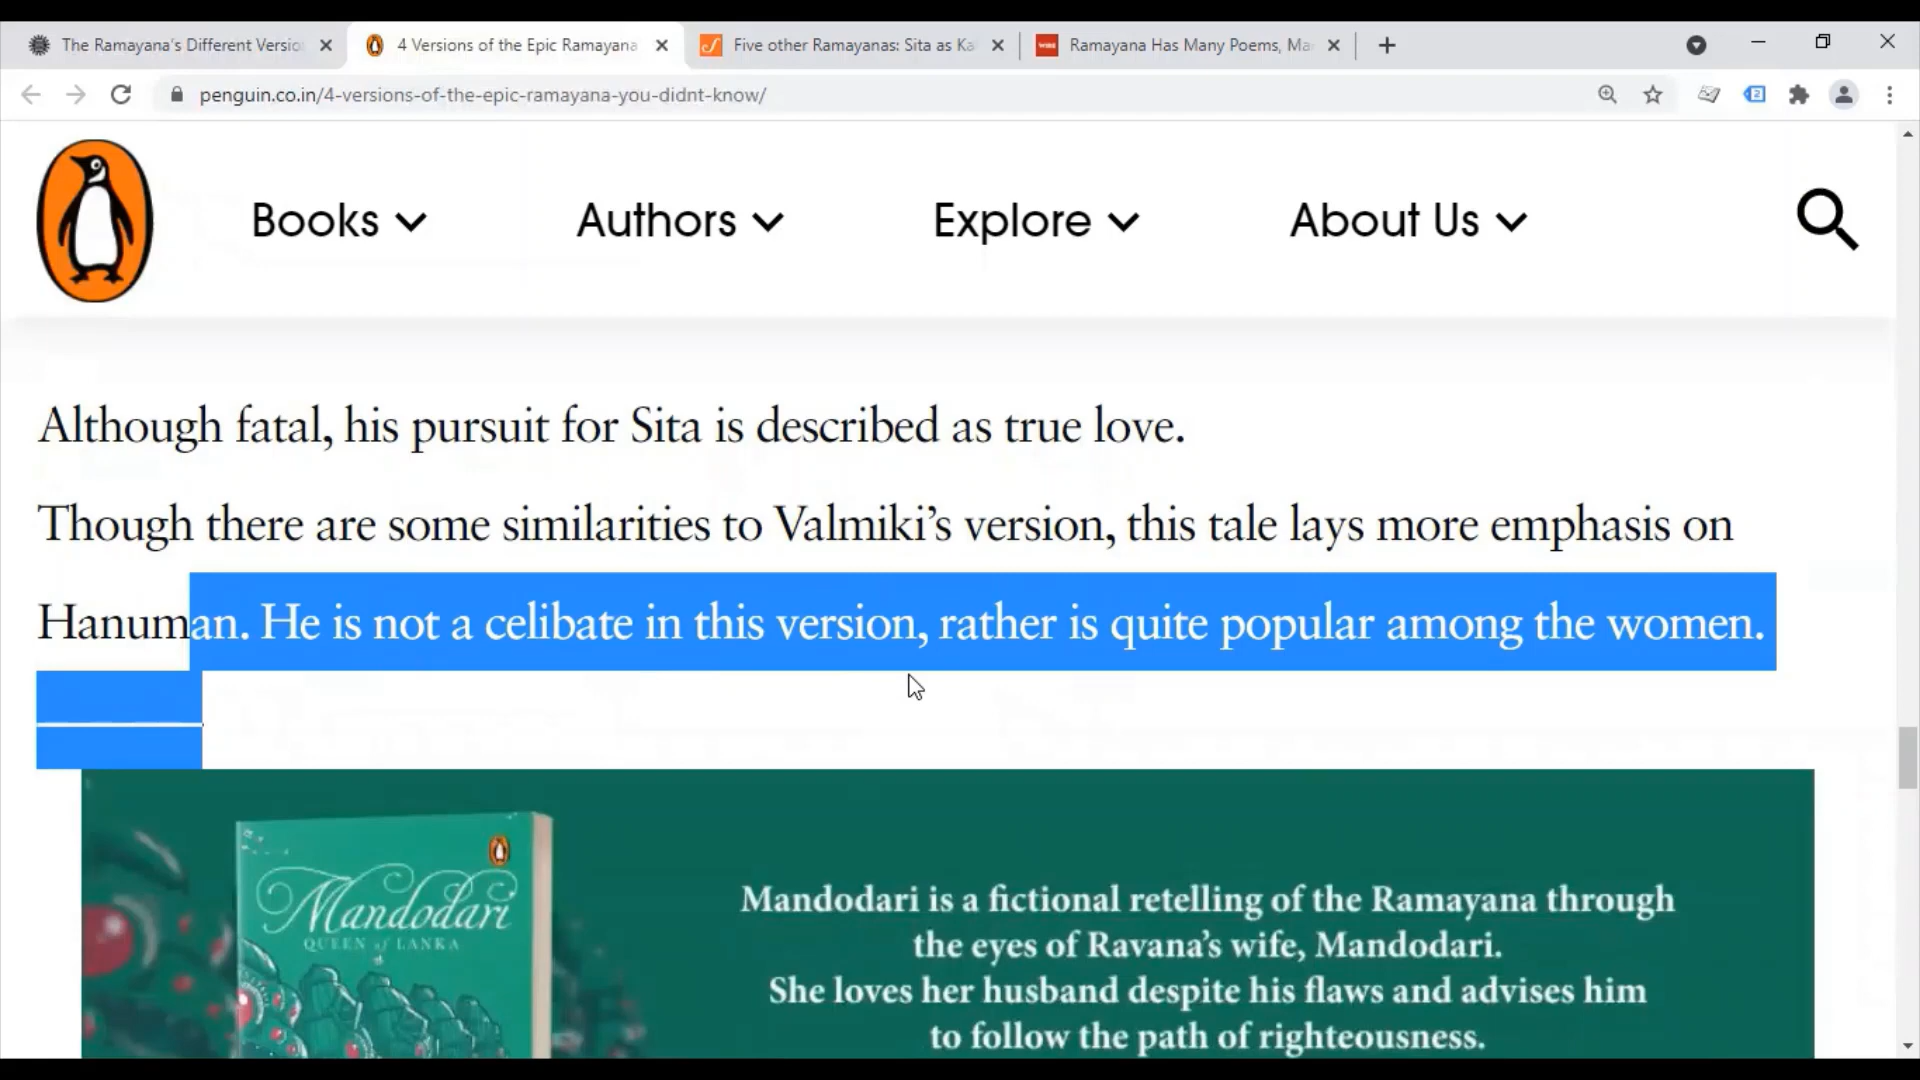 The Ramayana's Different Versio
4 Versions of the Epic Ramayana
Five other Ramayanas: Sita as Ka
Ramayana Has Many Poems, Ma
penguin.co.in/4-versions-of-the-epic-ramayana-you-didnt-know/
Books
Authors
Explore
About Us
Although fatal, his pursuit for Sita is described as true love.
Though there are some similarities to Valmiki’s version, this tale lays more emphasis on
Hanuman. He is not a celibate in this version, rather is quite popular among the women.
Mandodari
QUEEN of LANKA
Mandodari is a fictional retelling of the Ramayana through
the eyes of Ravana’s wife, Mandodari.
She loves her husband despite his flaws and advises him
to follow the path of righteousness.